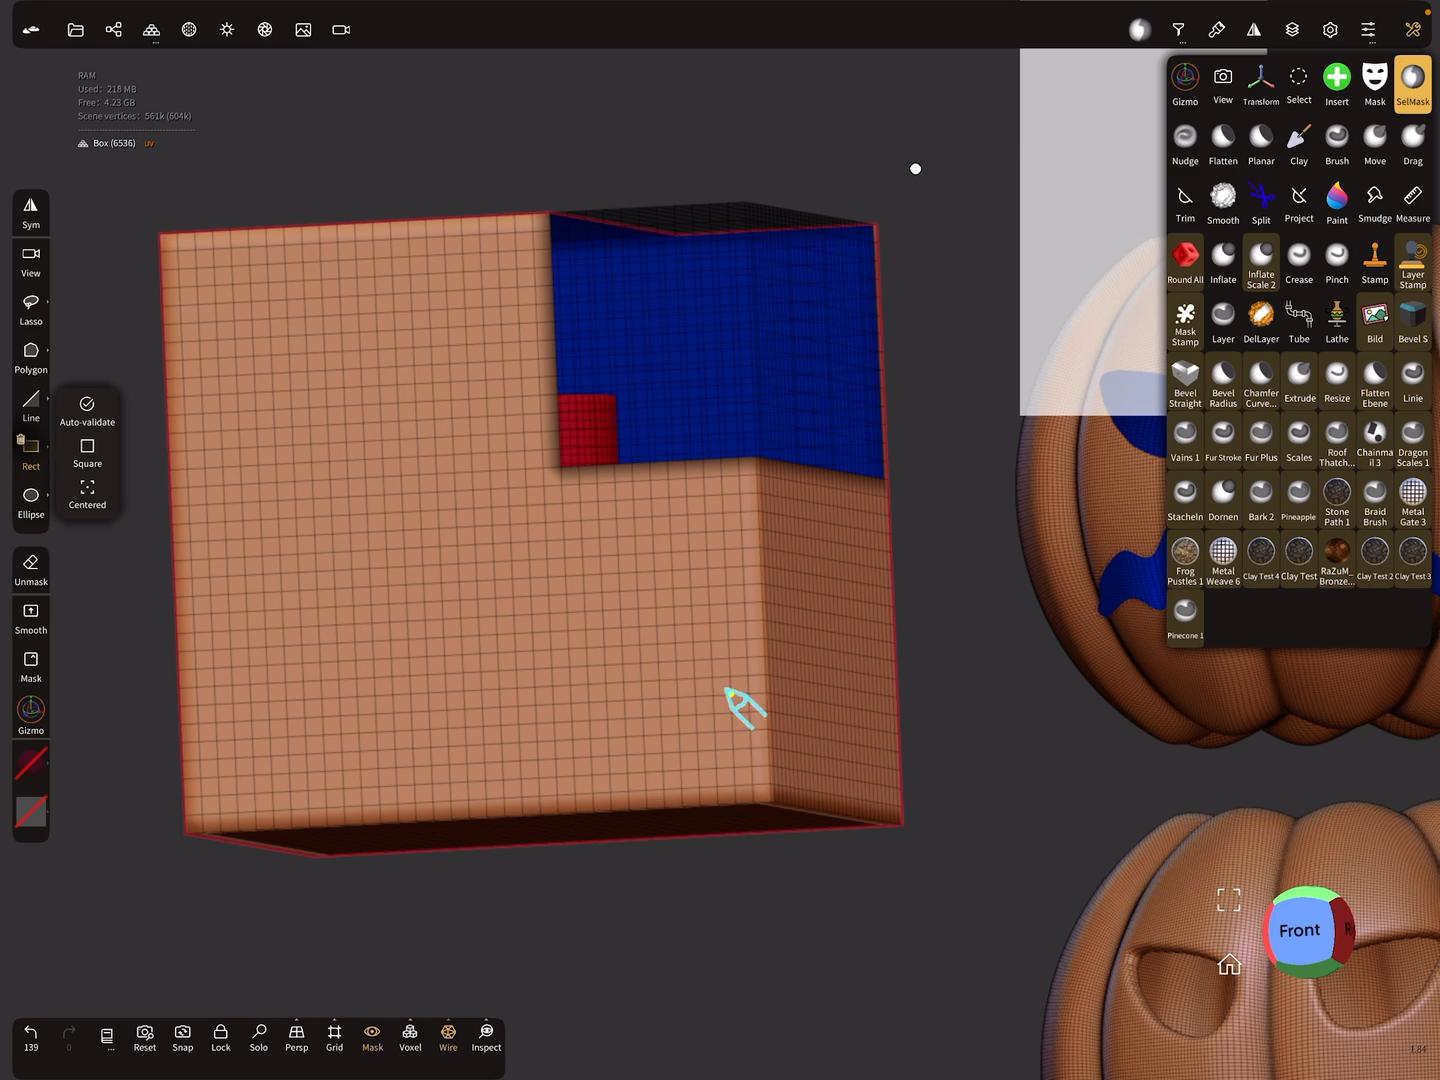 RAM
Used: 218 MB
Free: 4.23 GB
Scene vertices: 561k (604k)
Box (6536) uv
Sym
View
Lasso
Polygon
Line
Rect
Ellipse
Auto-validate
Square
Centered
Unmask
Smooth
Mask
Gizmo
Gizmo View Transform Select Insert Mask SelMask
Nudge Flatten Planar Clay Brush Move Drag
Trim Smooth Split Project Paint Smudge Measure
Round All Inflate Inflate Scale 2 Crease Pinch Stamp Layer Stamp
Mask Stamp Layer DelLayer Tube Lathe Bild Bevel S
Bevel Straight Bevel Radius Chamfer Curve... Extrude Resize Flatten Ebene Linie
Vains 1 Fur Stroke Fur Plus Scales Roof Thatch... Chainmail 3 Dragon Scales 1
Stacheln Dornen Bark 2 Pineapple Stone Path 1 Braid Brush Metal Gate 3
Frog Pustles 1 Metal Weave 6 Clay Test 4 Clay Test RaZuM_Bronze... Clay Test 2 Clay Test 3
Pinecone 1
Front
R
139 0 ... Reset Snap Lock Solo Persp Grid Mask Voxel Wire Inspect
1.84